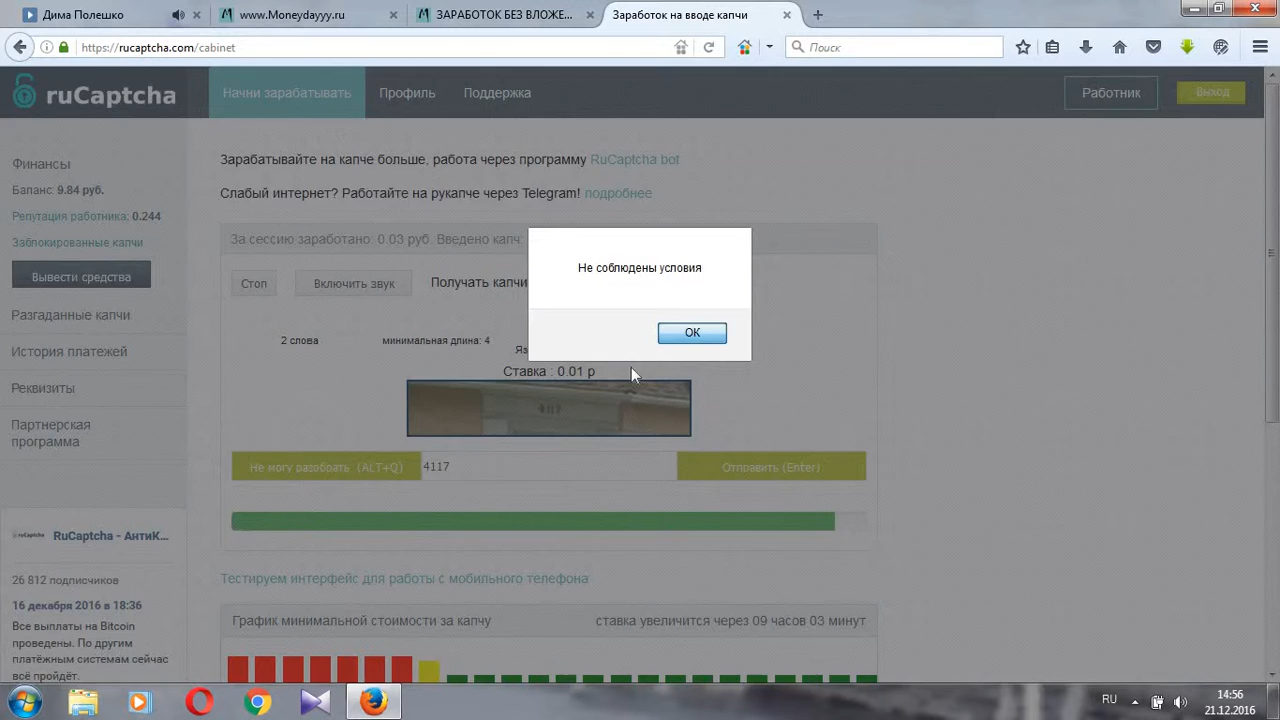 Дима Полешко
www.Moneydayyy.ru
ЗАРАБОТОК БЕЗ ВЛОЖЕ...
Заработок на вводе капчи
https://rucaptcha.com/cabinet
Поиск
ruCaptcha
Начни зарабатывать
Профиль
Поддержка
Работник
Выход
Финансы
Баланс: 9.84 руб.
Репутация работника: 0.244
Заблокированные капчи
Вывести средства
Разгаданные капчи
История платежей
Реквизиты
Партнерская
программа
RuCaptcha - АнтиК...
26 812 подписчиков
16 декабря 2016 в 18:36
Все выплаты на Bitcoin
проведены. По другим
платёжным системам сейчас
всё пройдёт.
Зарабатывайте на капче больше, работа через программу RuCaptcha bot
Слабый интернет? Работайте на рукапче через Telegram! подробнее
За сессию заработано: 0.03 руб. Введено капч:
Стоп
Включить звук
Получать капчи
Не соблюдены условия
OK
2 слова
минимальная длина: 4
Яз
Ставка : 0.01 р
4117
Не могу разобрать (ALT+Q)
4117
Отправить (Enter)
Тестируем интерфейс для работы с мобильного телефона
График минимальной стоимости за капчу
ставка увеличится через 09 часов 03 минут
RU
14:56
21.12.2016